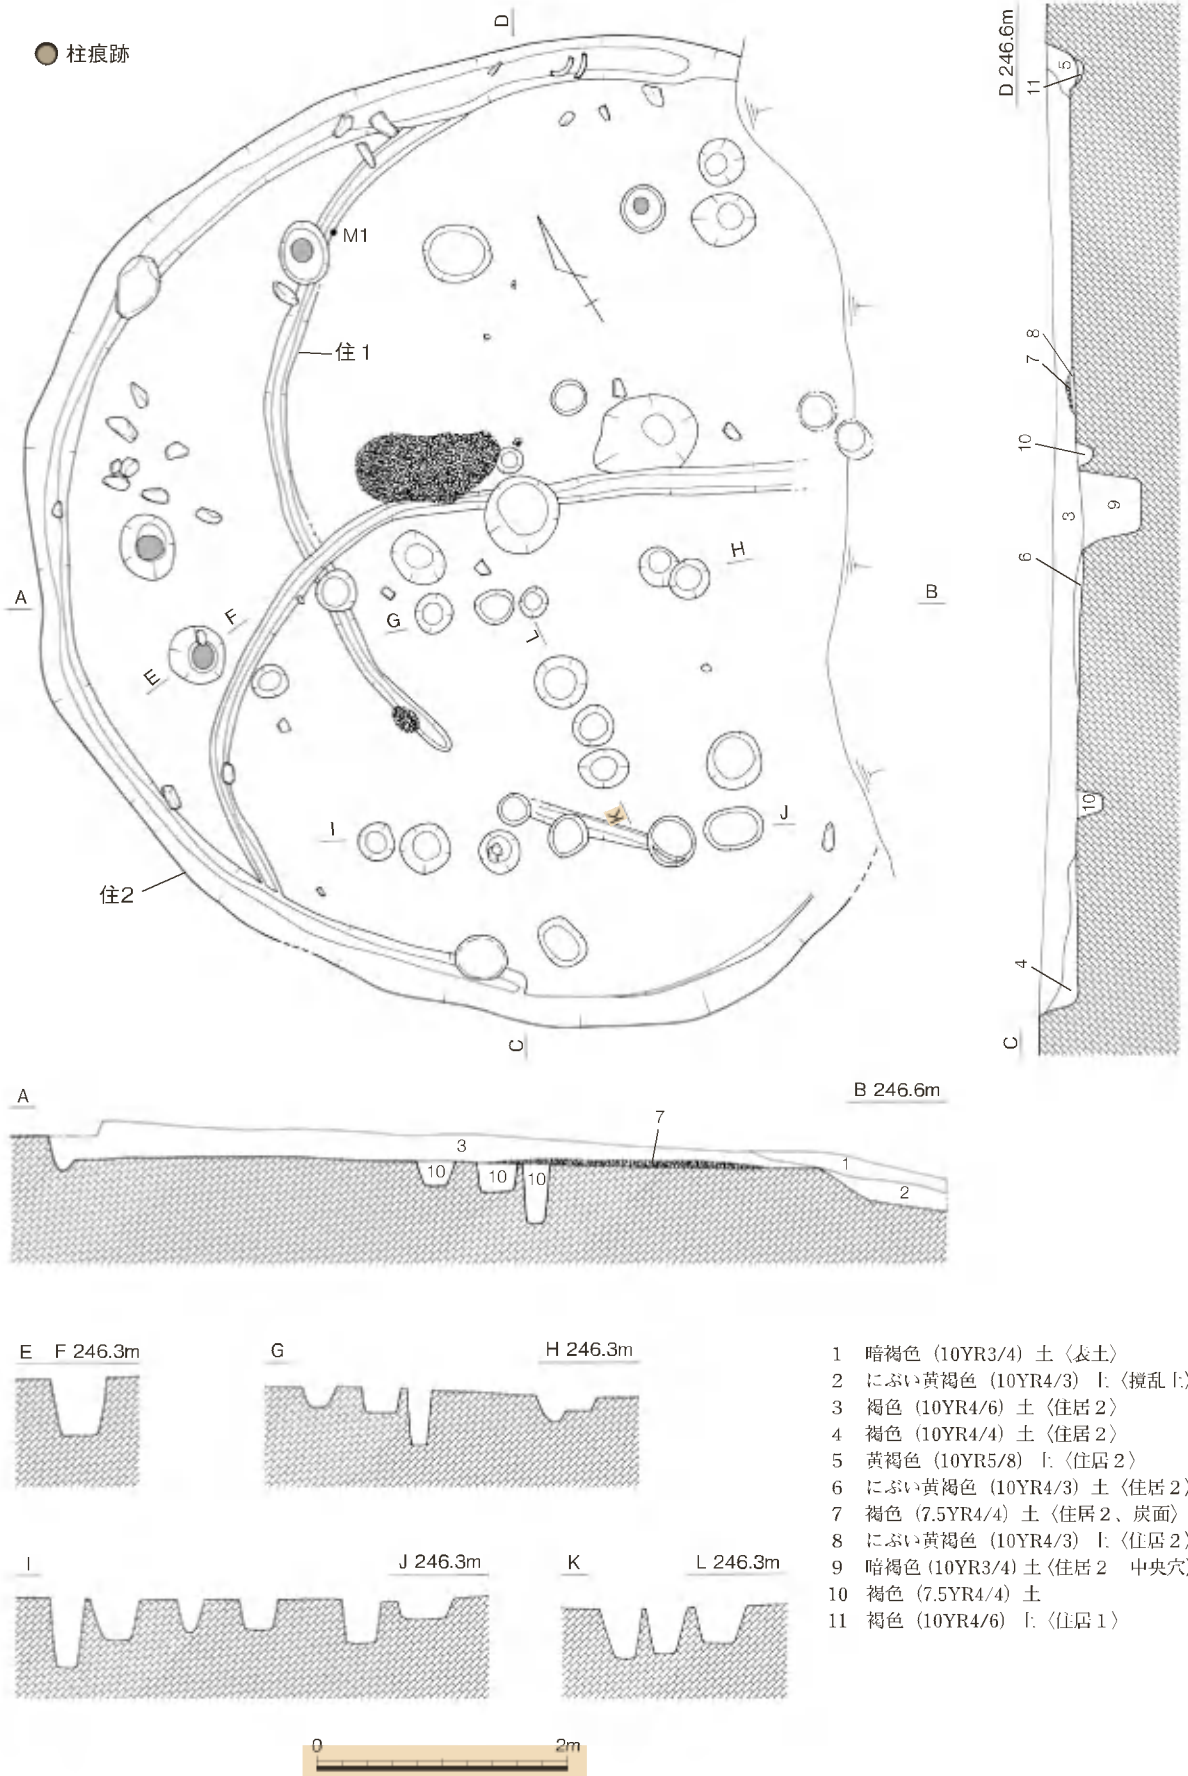 柱痕跡
D
D 246.6m
5
11
M1
住1
8
7
10
3
9
6
H
A
F
G
L
B
E
10
K
I
J
住2
4
C
C
A
B 246.6m
7
3
1
10
10
10
2
E F 246.3m
G
H 246.3m
I
J 246.3m
K
L 246.3m
1 暗褐色（10YR3/4）土〈表土〉
2 にぶい黄褐色（10YR4/3）土〈撹乱土〉
3 褐色（10YR4/6）土〈住居2〉
4 褐色（10YR4/4）土〈住居2〉
5 黄褐色（10YR5/8）土〈住居2〉
6 にぶい黄褐色（10YR4/3）土〈住居2〉
7 褐色（7.5YR4/4）土〈住居2、炭面〉
8 にぶい黄褐色（10YR4/3）土〈住居2〉
9 暗褐色（10YR3/4）土〈住居2 中央穴〉
10 褐色（7.5YR4/4）土
11 褐色（10YR4/6）土〈住居1〉
0 2m